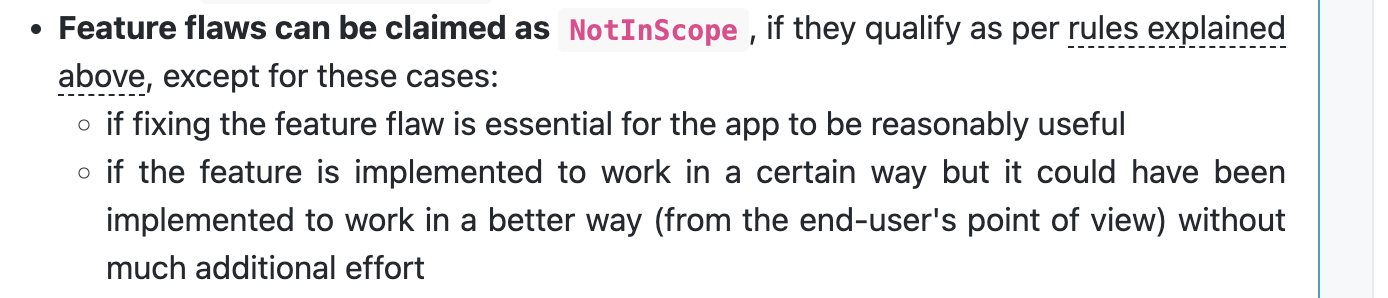 • Feature flaws can be claimed as NotInScope , if they qualify as per rules explained
above, except for these cases:
◦ if fixing the feature flaw is essential for the app to be reasonably useful
◦ if the feature is implemented to work in a certain way but it could have been
implemented to work in a better way (from the end-user's point of view) without
much additional effort